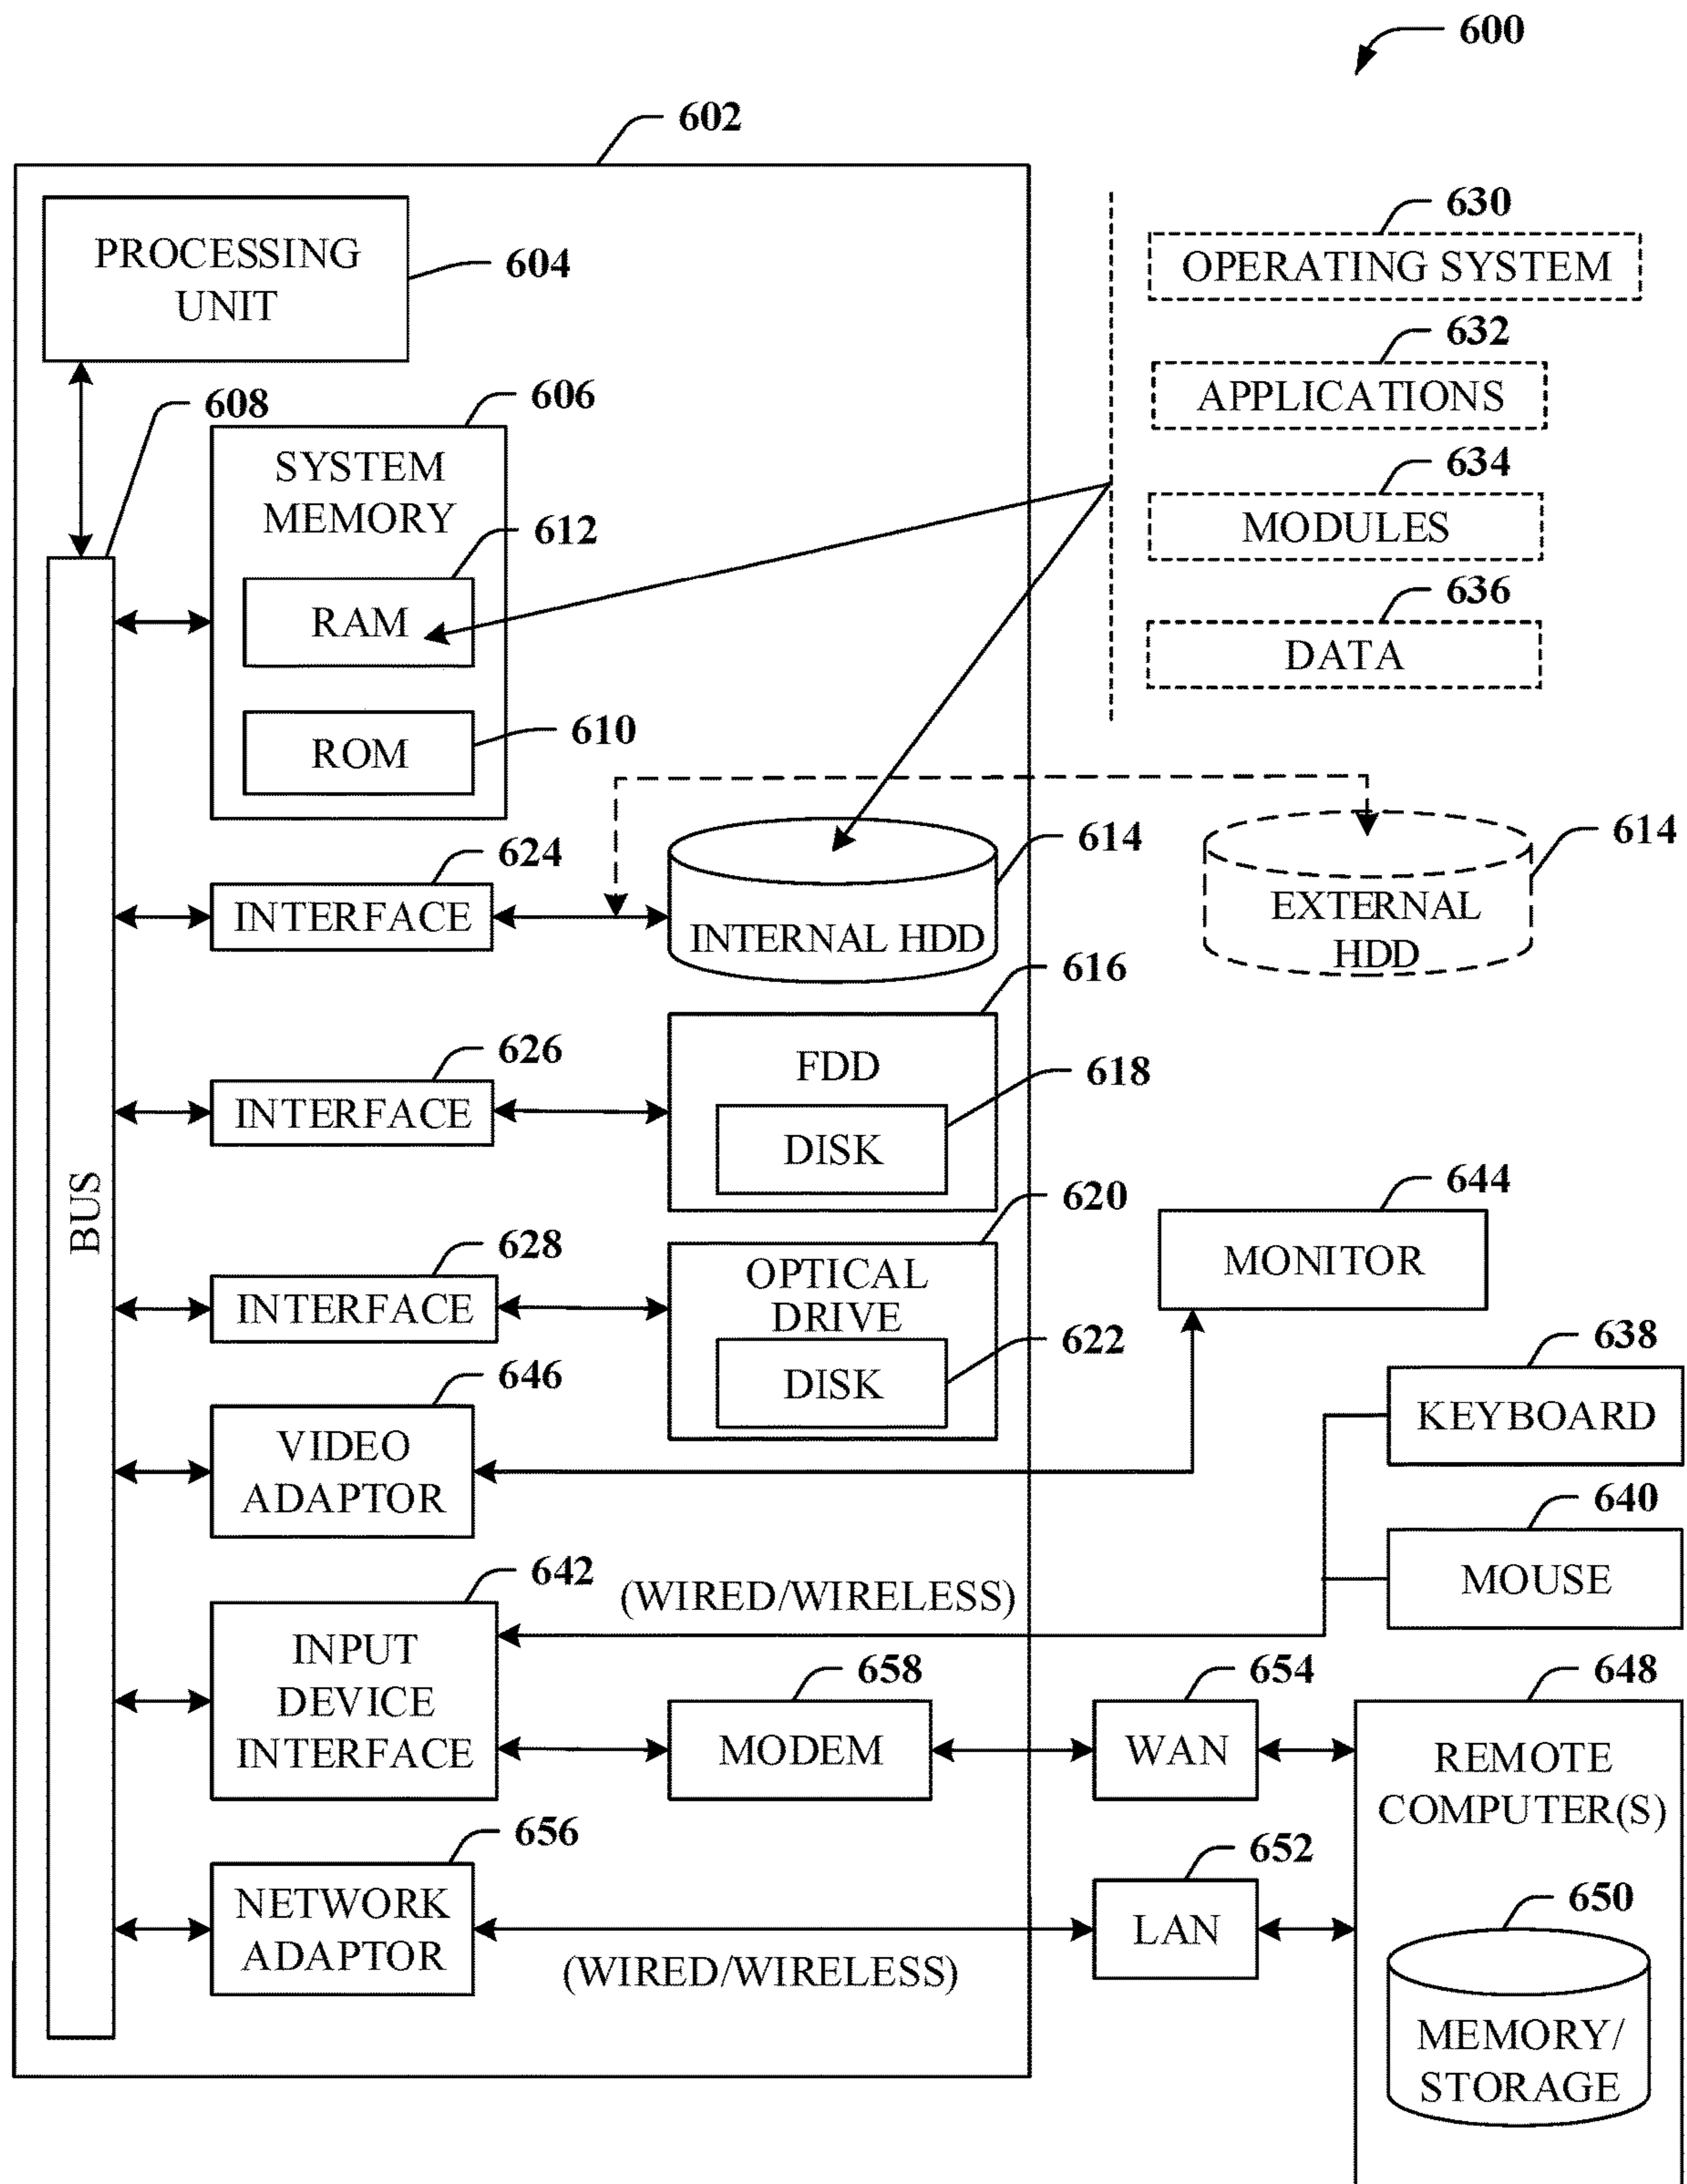 600
602
PROCESSING
UNIT
604
608
606
SYSTEM
MEMORY
612
RAM
ROM
610
630
OPERATING SYSTEM
632
APPLICATIONS
634
MODULES
636
DATA
624
INTERFACE
INTERNAL HDD
614
EXTERNAL
HDD
614
626
INTERFACE
616
FDD
618
DISK
BUS
628
INTERFACE
620
OPTICAL
DRIVE
622
DISK
644
MONITOR
646
VIDEO
ADAPTOR
638
KEYBOARD
640
MOUSE
642
INPUT
DEVICE
INTERFACE
(WIRED/WIRELESS)
658
MODEM
654
WAN
648
REMOTE
COMPUTER(S)
656
NETWORK
ADAPTOR
(WIRED/WIRELESS)
652
LAN
650
MEMORY/
STORAGE